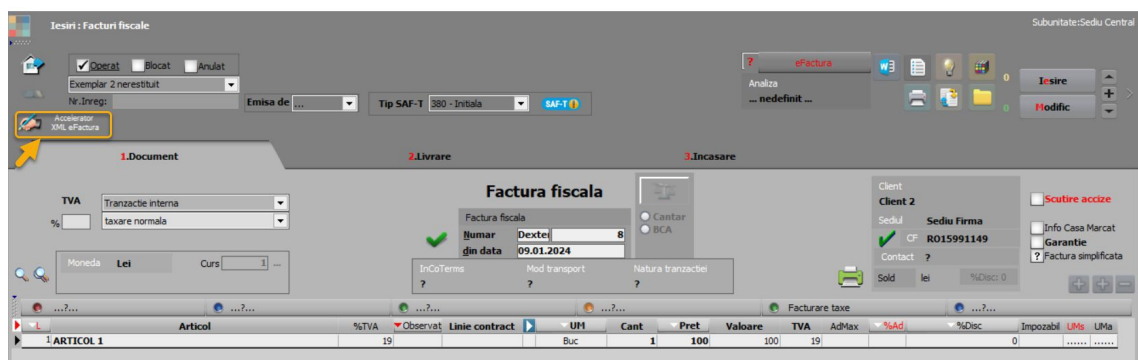 Iesiri : Facturi fiscale
Subunitate:Sediu Central
Operat Blocat Anulat
Exemplar 2 nerestituit
Nr.Inreg:
Emisa de ...
Tip SAF-T 380 - Initiala
SAF-T
? eFactura
Analiza
... nedefinit ...
0
0
Iesire
Modific
Accelerator
XML eFactura
1.Document
2.Livrare
3.Incasare
TVA Tranzactie interna
% taxare normala
Moneda Lei Curs 1 ...
Factura fiscala
Factura fiscala
Numar Dexter 8
din data 09.01.2024
Cantar
BCA
InCoTerms Mod transport Natura tranzactiei
? ? ?
Client
Client 2
Sediul Sediu Firma
CF RO15991149
Contact ?
Sold lei %Disc: 0
Scutire accize
Info Casa Marcat
Garantie
? Factura simplificata
...?... ...?... ...?... ...?... Facturare taxe ...?...
L Articol %TVA Observat Linie contract UM Cant Pret Valoare TVA AdMax %Ad %Disc Impozabil UMs UMa
1 ARTICOL 1 19 Buc 1 100 100 19 0 ...... ......